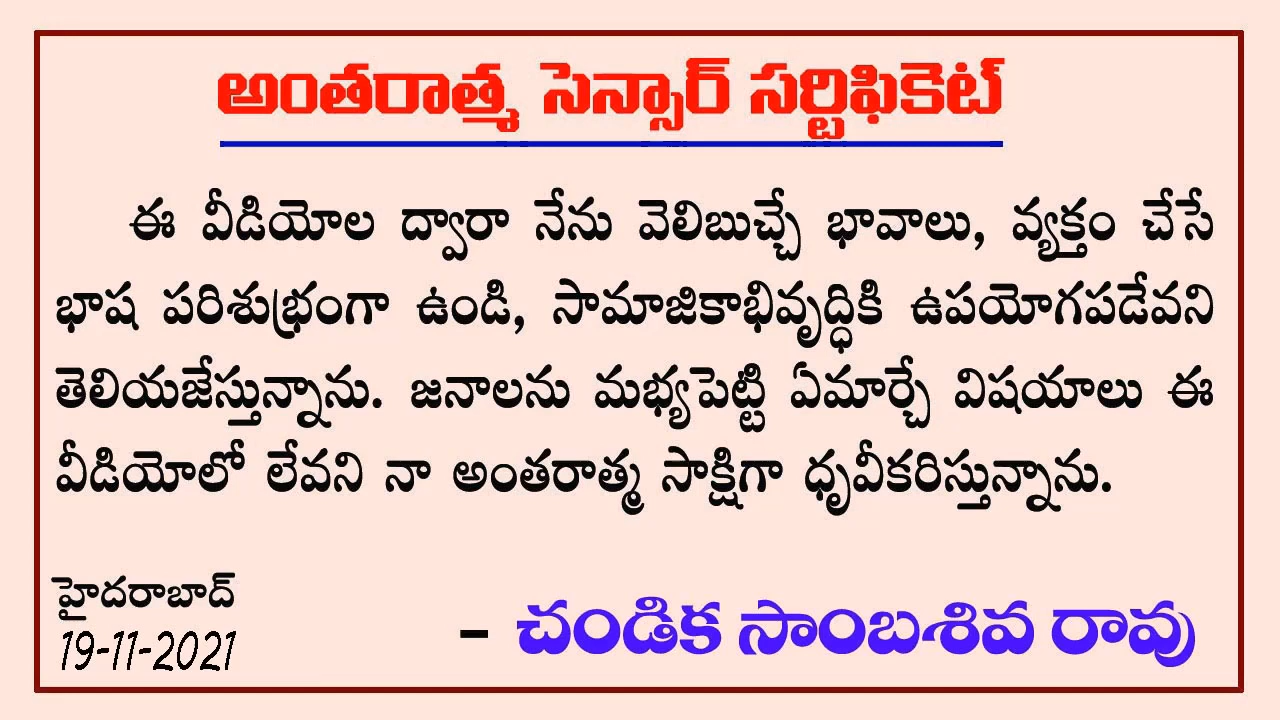 అంతరాత్మ సెన్సార్ సర్టిఫికెట్
ఈ వీడియోల ద్వారా నేను వెలిబుచ్చే భావాలు, వ్యక్తం చేసే
భాష పరిశుభ్రంగా ఉండి, సామాజికాభివృద్ధికి ఉపయోగపడేవని
తెలియజేస్తున్నాను. జనాలను మభ్యపెట్టి ఏమార్చే విషయాలు ఈ
వీడియోలో లేవని నా అంతరాత్మ సాక్షిగా ధృవీకరిస్తున్నాను.
హైదరాబాద్
19-11-2021
- చండిక సాంబశివ రావు